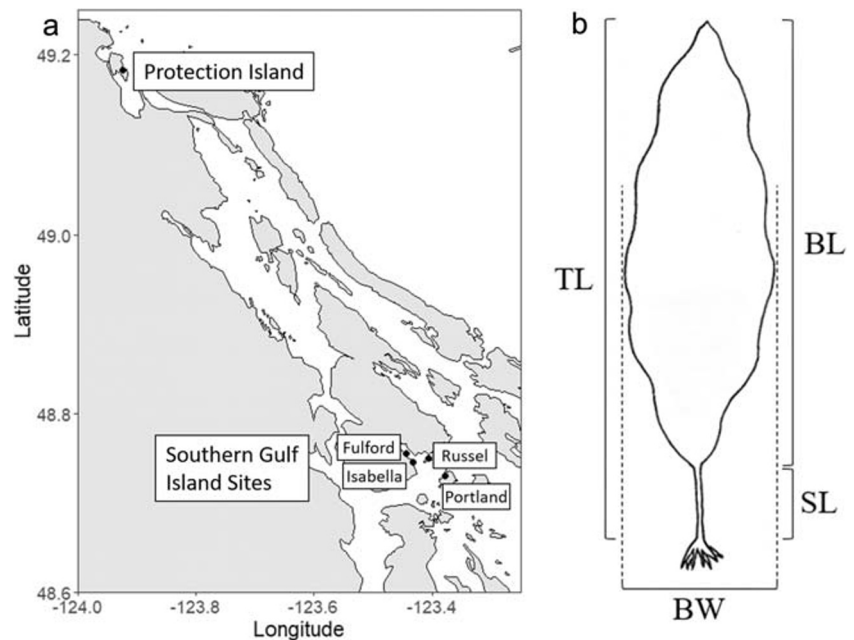 a
49.2
49.0
48.8
48.6
Latitude
-124.0
-123.8
-123.6
-123.4
Longitude
Protection Island
Southern Gulf
Island Sites
Fulford
Isabella
Russel
Portland
b
TL
BL
SL
BW